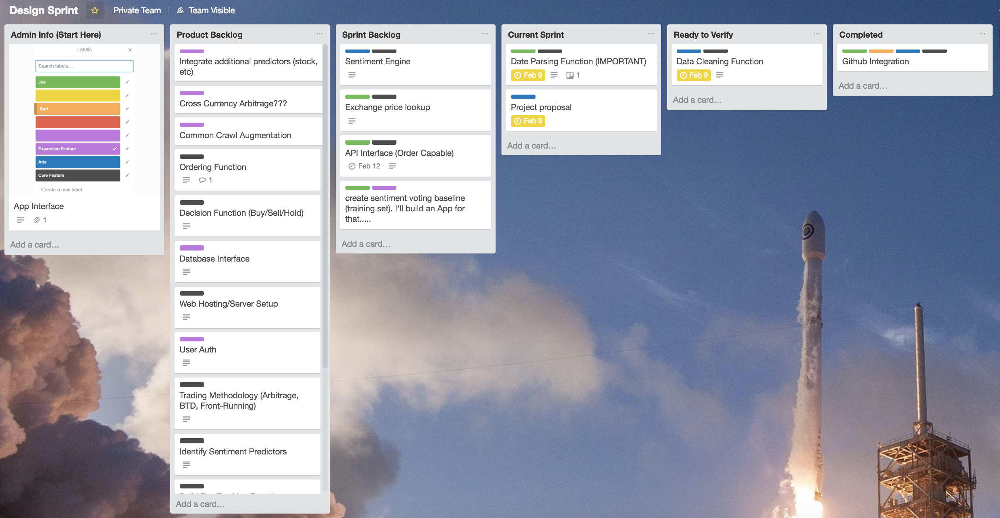 Design Sprint
Private Team
Team Visible
Admin Info (Start Here)
Labels
Search labels...
Joe
Bart
Expansion Feature
Arie
Core Feature
Create a new label
App Interface
1
Add a card...
Product Backlog
Integrate additional predictors (stock,
etc)
Cross Currency Arbitrage???
Common Crawl Augmentation
Ordering Function
1
Decision Function (Buy/Sell/Hold)
Database Interface
Web Hosting/Server Setup
User Auth
Trading Methodology (Arbitrage,
BTD, Front-Running)
Identify Sentiment Predictors
Add a card...
Sprint Backlog
Sentiment Engine
Exchange price lookup
API Interface (Order Capable)
Feb 12
create sentiment voting baseline
(training set). I'll build an App for
that.....
Add a card...
Current Sprint
Date Parsing Function (IMPORTANT)
Feb 9
1
Project proposal
Feb 9
Add a card...
Ready to Verify
Data Cleaning Function
Feb 9
Add a card...
Completed
Github Integration
Add a card...